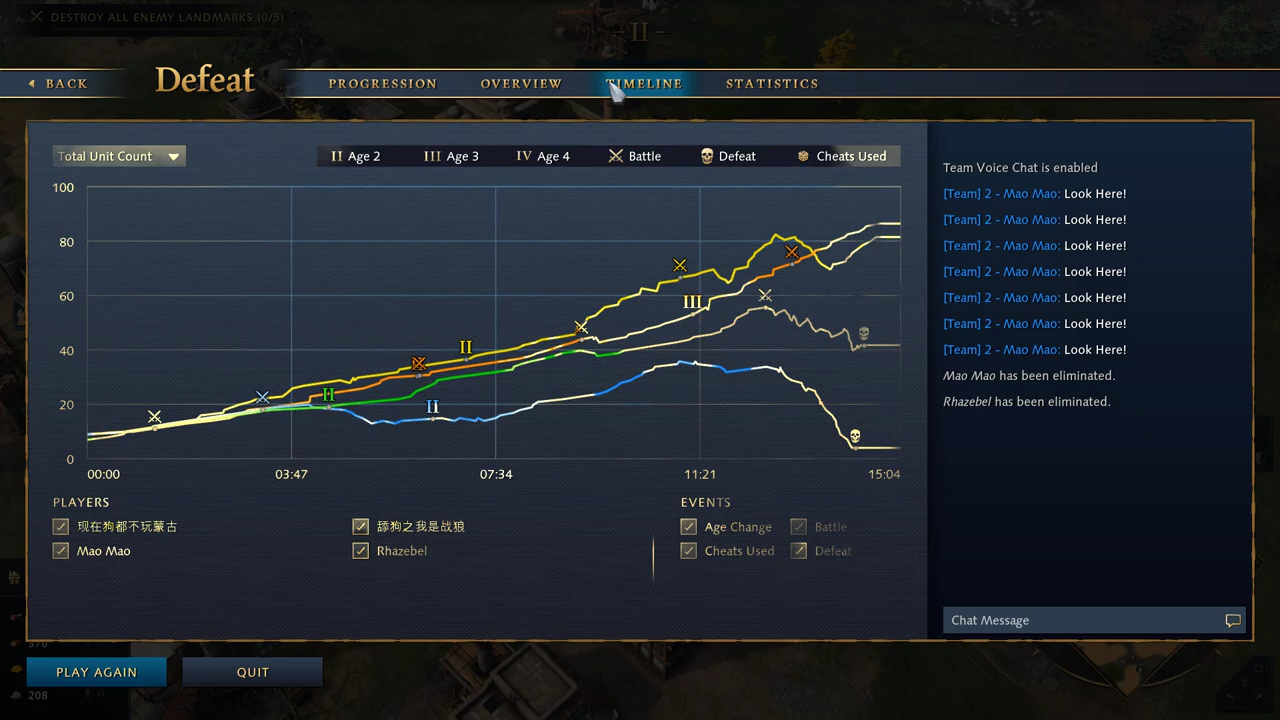 DESTROY ALL ENEMY LANDMARKS (0/5)
II
BACK
Defeat
PROGRESSION
OVERVIEW
TIMELINE
STATISTICS
Total Unit Count
II Age 2
III Age 3
IV Age 4
Battle
Defeat
Cheats Used
100
80
60
40
20
0
III
II
II
II
00:00
03:47
07:34
11:21
15:04
PLAYERS
现在狗都不玩蒙古
舔狗之我是战狼
Mao Mao
Rhazebel
EVENTS
Age Change
Battle
Cheats Used
Defeat
Team Voice Chat is enabled
[Team] 2 - Mao Mao: Look Here!
[Team] 2 - Mao Mao: Look Here!
[Team] 2 - Mao Mao: Look Here!
[Team] 2 - Mao Mao: Look Here!
[Team] 2 - Mao Mao: Look Here!
[Team] 2 - Mao Mao: Look Here!
[Team] 2 - Mao Mao: Look Here!
Mao Mao has been eliminated.
Rhazebel has been eliminated.
Chat Message
PLAY AGAIN
QUIT
208